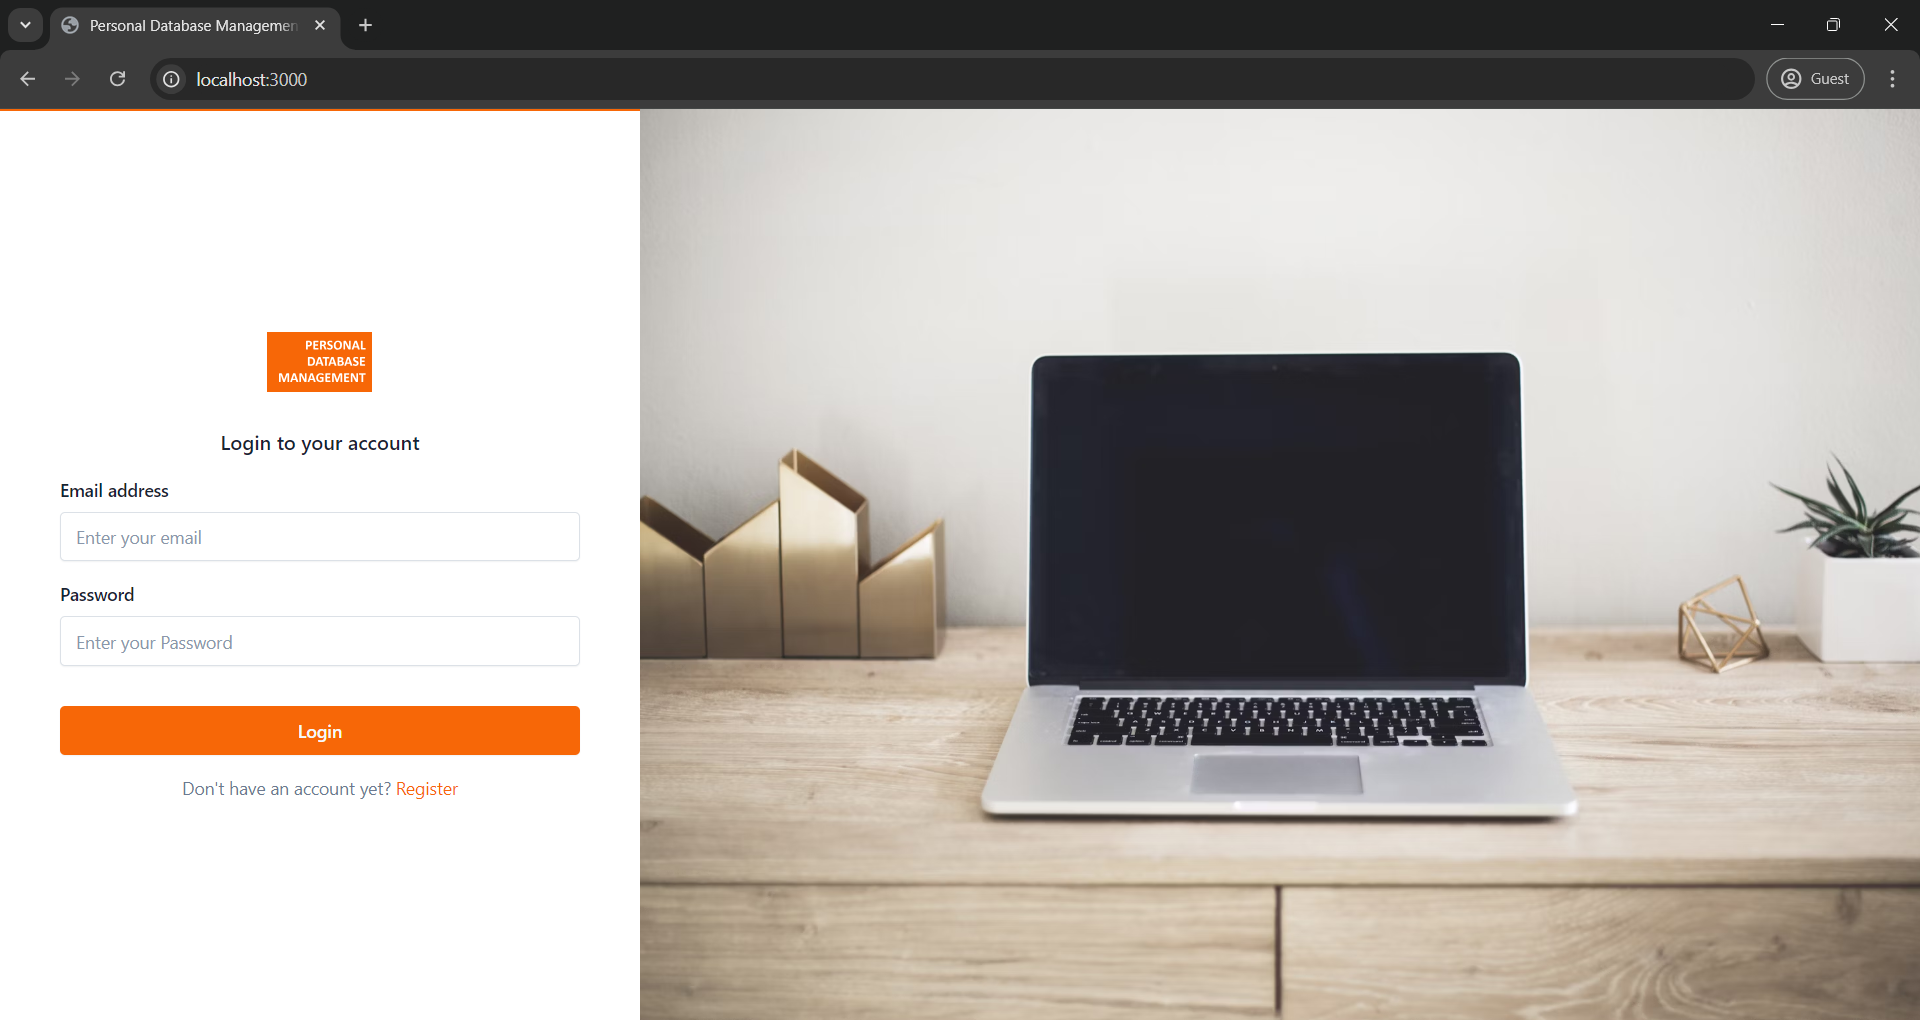 Personal Database Managemen
localhost:3000
Guest
PERSONAL
DATABASE
MANAGEMENT
Login to your account
Email address
Enter your email
Password
Enter your Password
Login
Don't have an account yet? Register